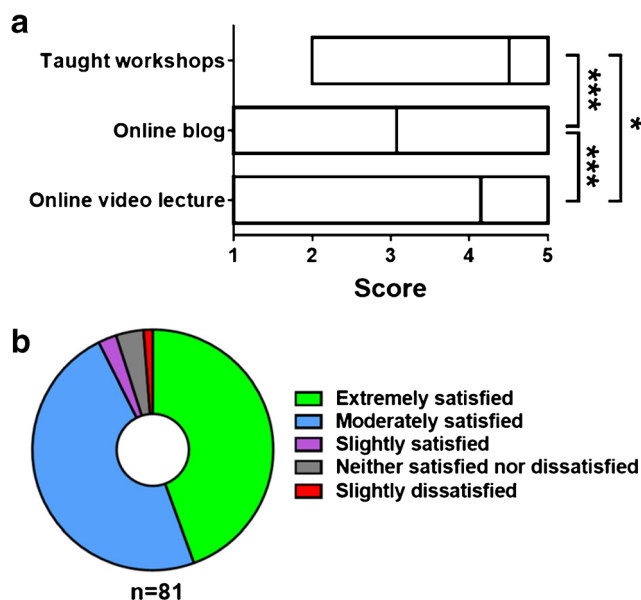 a
Taught workshops
Online blog
Online video lecture
***
***
*
1 2 3 4 5
Score
b
Extremely satisfied
Moderately satisfied
Slightly satisfied
Neither satisfied nor dissatisfied
Slightly dissatisfied
n=81